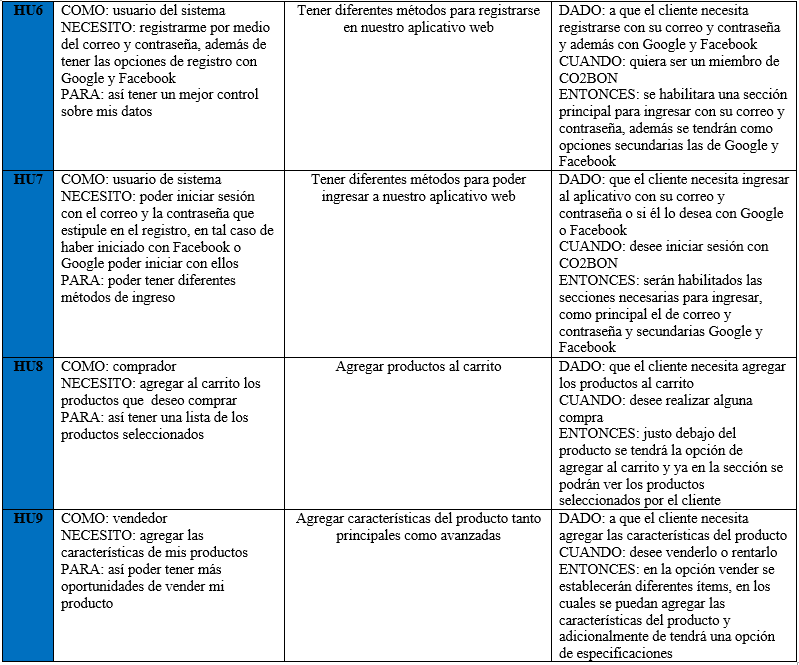 HU6
COMO: usuario del sistema
NECESITO: registrarme por medio
del correo y contraseña, además de
tener las opciones de registro con
Google y Facebook
PARA: así tener un mejor control
sobre mis datos
Tener diferentes métodos para registrarse
en nuestro aplicativo web
DADO: a que el cliente necesita
registrarse con su correo y contraseña
y además con Google y Facebook
CUANDO: quiera ser un miembro de
CO2BON
ENTONCES: se habilitara una sección
principal para ingresar con su correo y
contraseña, además se tendrán como
opciones secundarias las de Google y
Facebook
HU7
COMO: usuario de sistema
NECESITO: poder iniciar sesión
con el correo y la contraseña que
estipule en el registro, en tal caso de
haber iniciado con Facebook o
Google poder iniciar con ellos
PARA: poder tener diferentes
métodos de ingreso
Tener diferentes métodos para poder
ingresar a nuestro aplicativo web
DADO: que el cliente necesita ingresar
al aplicativo con su correo y
contraseña o si él lo desea con Google
o Facebook
CUANDO: desee iniciar sesión con
CO2BON
ENTONCES: serán habilitados las
secciones necesarias para ingresar,
como principal el de correo y
contraseña y secundarias Google y
Facebook
HU8
COMO: comprador
NECESITO: agregar al carrito los
productos que deseo comprar
PARA: así tener una lista de los
productos seleccionados
Agregar productos al carrito
DADO: que el cliente necesita agregar
los productos al carrito
CUANDO: desee realizar alguna
compra
ENTONCES: justo debajo del
producto se tendrá la opción de
agregar al carrito y ya en la sección se
podrán ver los productos
seleccionados por el cliente
HU9
COMO: vendedor
NECESITO: agregar las
características de mis productos
PARA: así poder tener más
oportunidades de vender mi
producto
Agregar características del producto tanto
principales como avanzadas
DADO: a que el cliente necesita
agregar las características del producto
CUANDO: desee venderlo o rentarlo
ENTONCES: en la opción vender se
establecerán diferentes ítems, en los
cuales se puedan agregar las
características del producto y
adicionalmente de tendrá una opción
de especificaciones